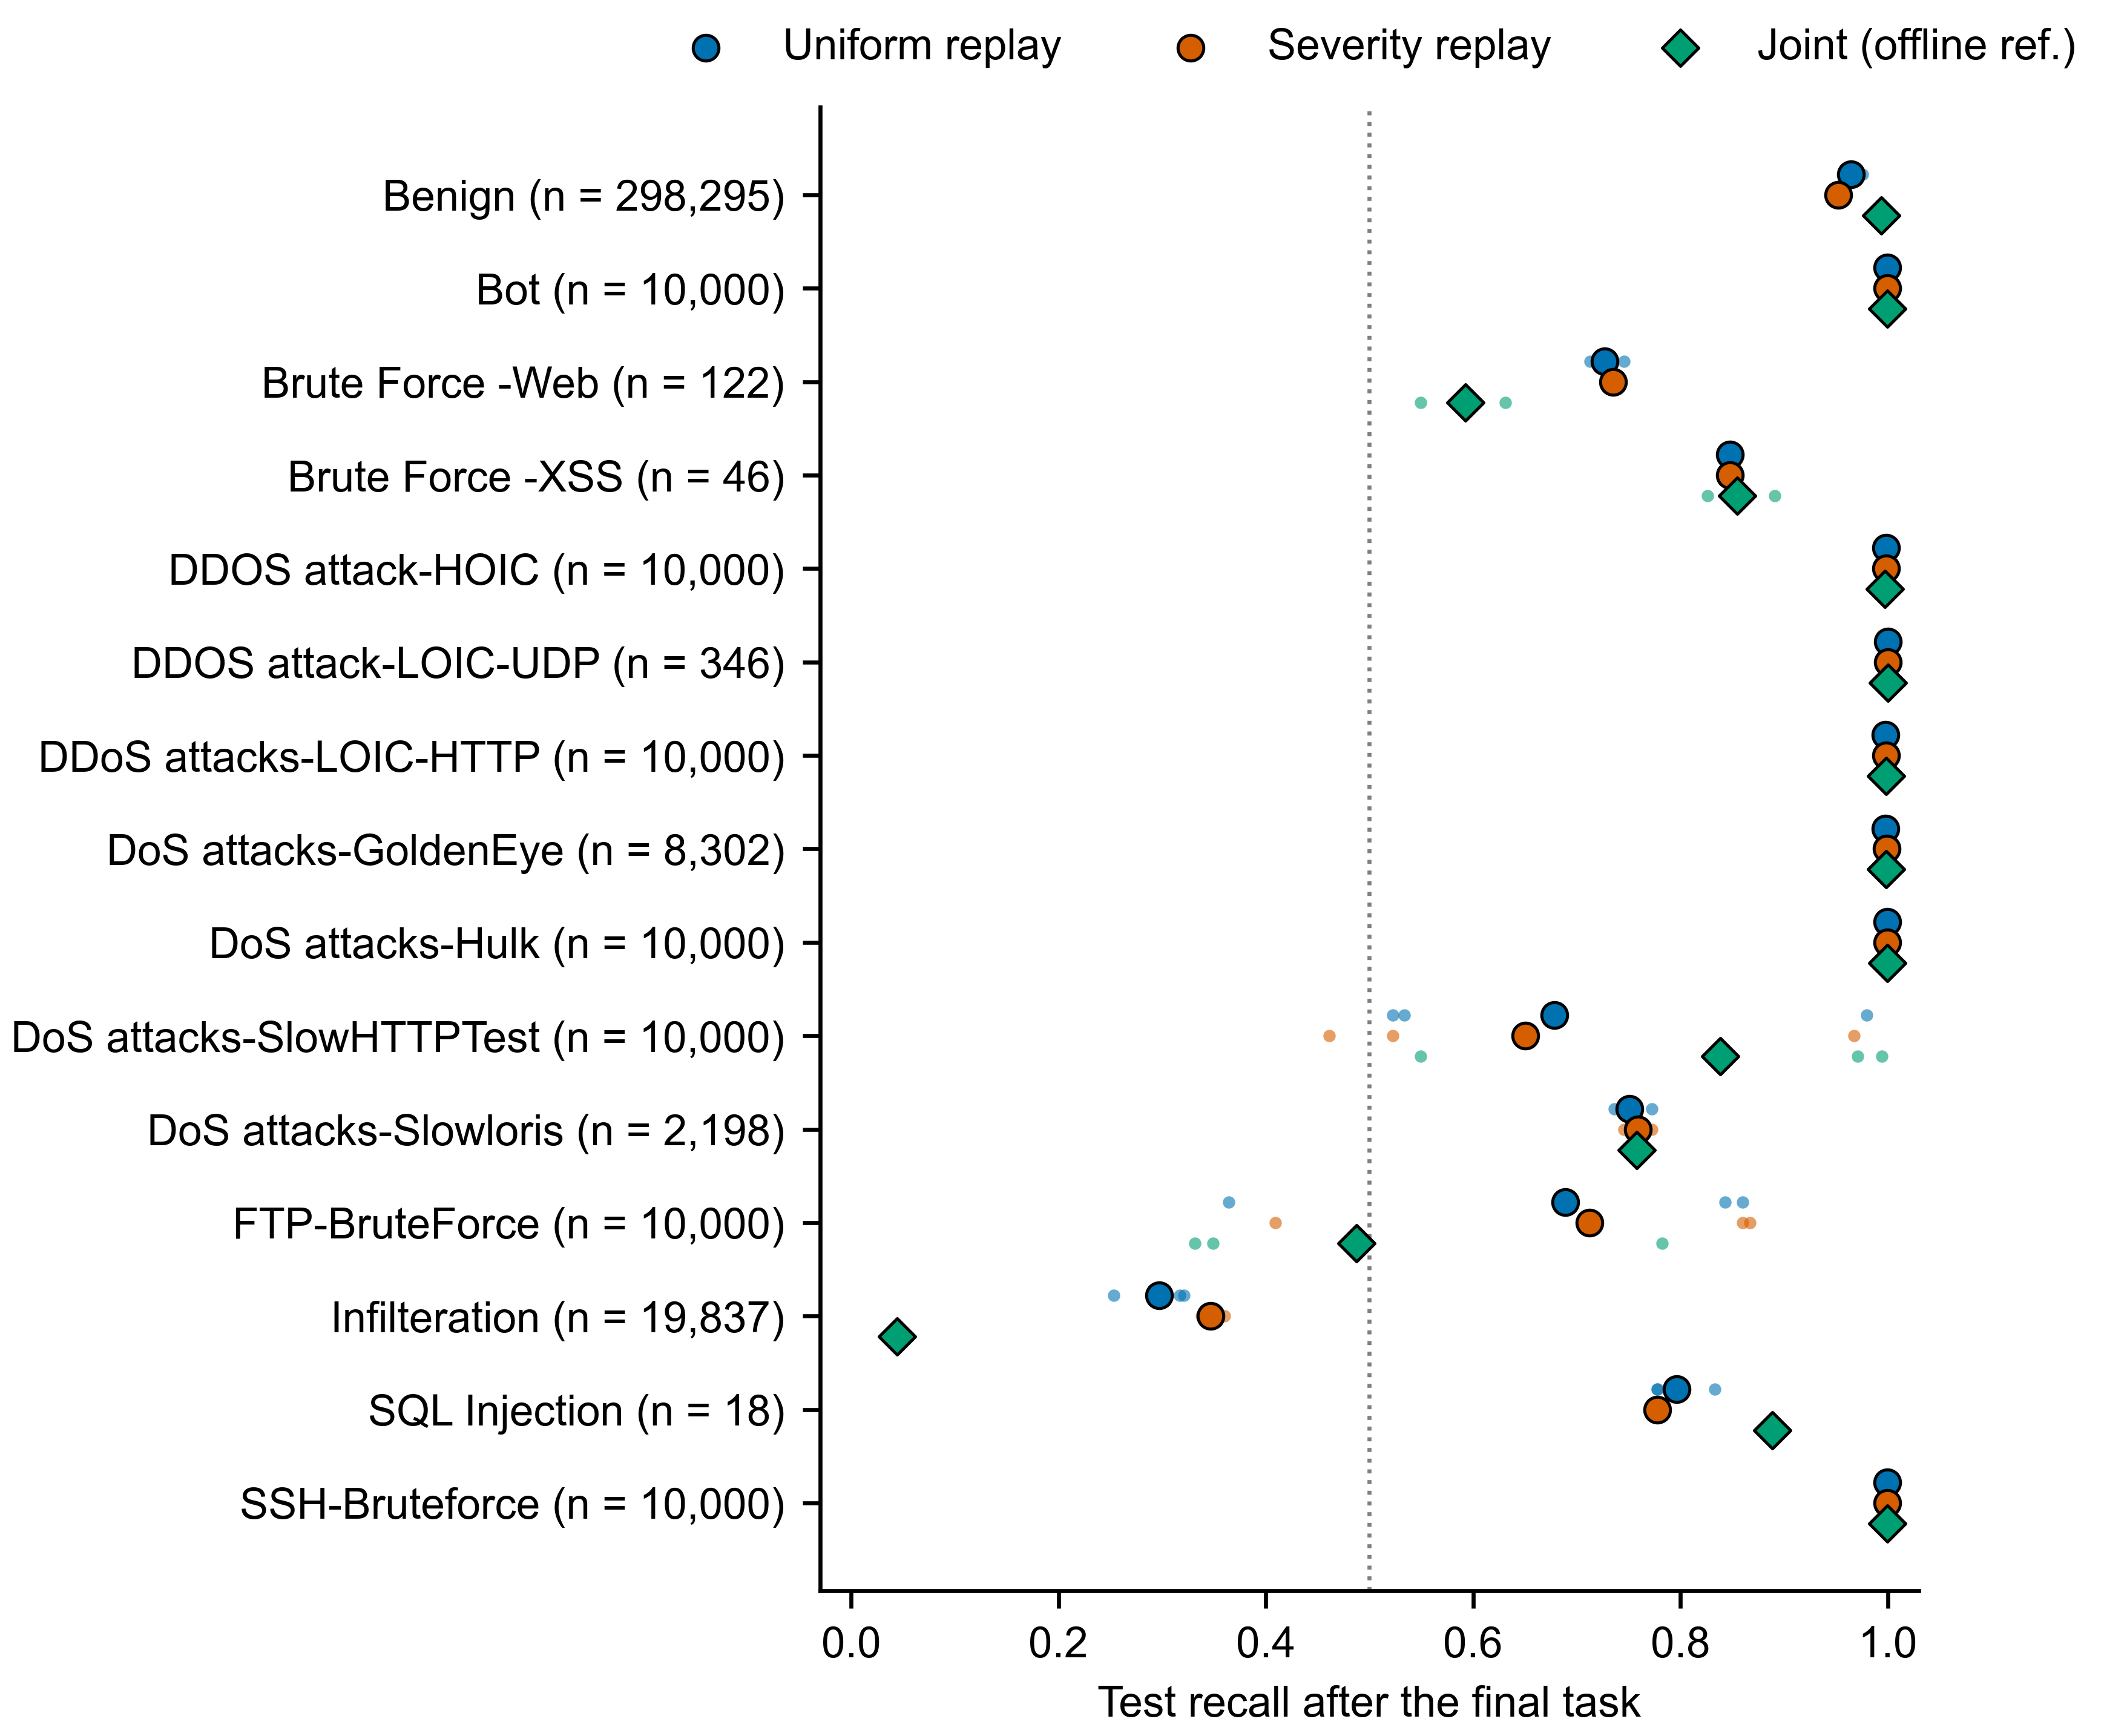 Uniform replay Severity replay Joint (offline ref.)
Benign (n = 298,295)
Bot (n = 10,000)
Brute Force -Web (n = 122)
Brute Force -XSS (n = 46)
DDOS attack-HOIC (n = 10,000)
DDOS attack-LOIC-UDP (n = 346)
DDoS attacks-LOIC-HTTP (n = 10,000)
DoS attacks-GoldenEye (n = 8,302)
DoS attacks-Hulk (n = 10,000)
DoS attacks-SlowHTTPTest (n = 10,000)
DoS attacks-Slowloris (n = 2,198)
FTP-BruteForce (n = 10,000)
Infilteration (n = 19,837)
SQL Injection (n = 18)
SSH-Bruteforce (n = 10,000)
0.0 0.2 0.4 0.6 0.8 1.0
Test recall after the final task